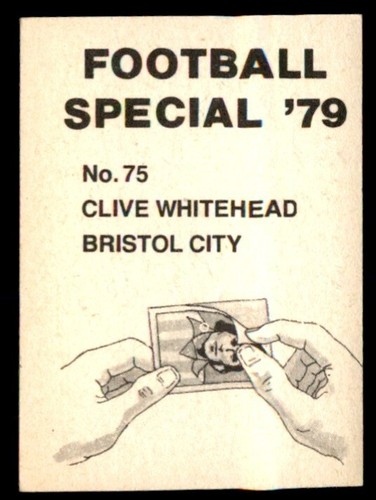 FOOTBALL
SPECIAL '79
No. 75
CLIVE WHITEHEAD
BRISTOL CITY